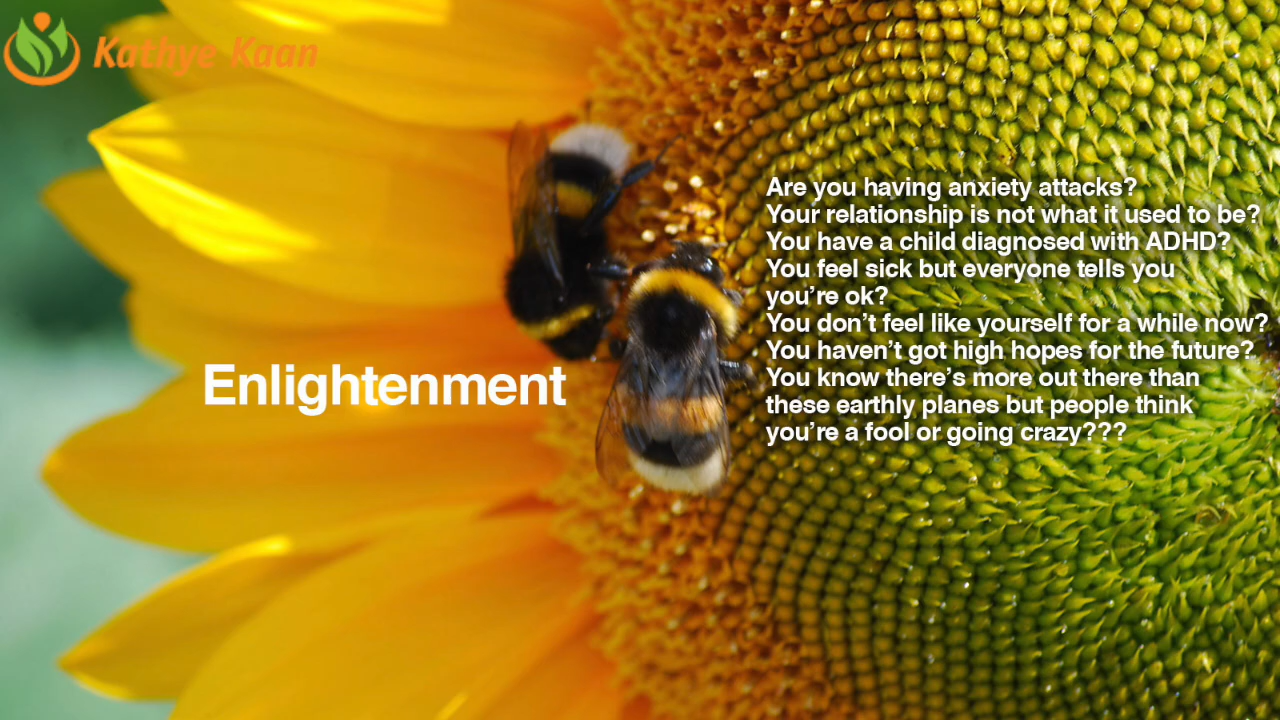 Kathye Kaan
Enlightenment
Are you having anxiety attacks?
Your relationship is not what it used to be?
You have a child diagnosed with ADHD?
You feel sick but everyone tells you
you’re ok?
You don’t feel like yourself for a while now?
You haven’t got high hopes for the future?
You know there’s more out there than
these earthly planes but people think
you’re a fool or going crazy???